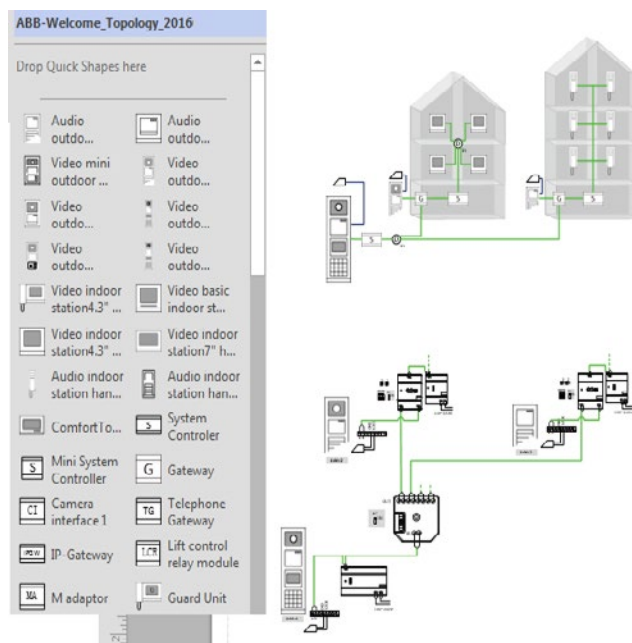 ABB-Welcome_Topology_2016
Drop Quick Shapes here
Audio
outdo...
Audio
outdo...
Video mini
outdoor ...
Video
outdo...
Video
outdo...
Video
outdo...
Video
outdo...
Video
outdo...
Video indoor
station4.3" ...
Video basic
indoor st...
Video indoor
station4.3" ...
Video indoor
station7" h...
Audio indoor
station han...
Audio indoor
station han...
ComfortTo...
S
System
Controler
S
Mini System
Controller
G
Gateway
CI
Camera
interface 1
TG
Telephone
Gateway
IP-Gateway
LCR
Lift control
relay module
MA
M adaptor
Guard Unit
G
S
G
S
S